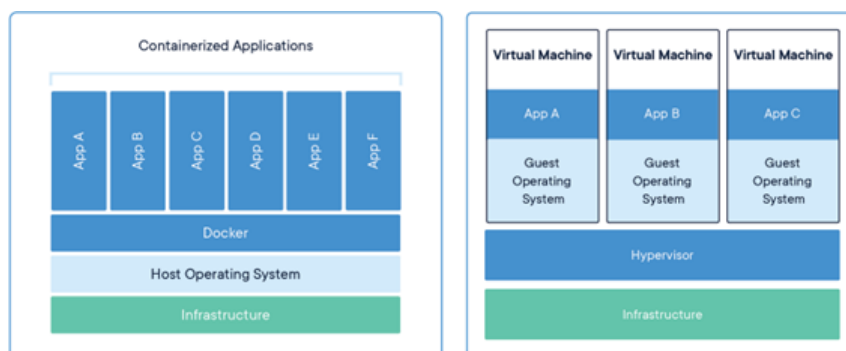 Containerized Applications
App A
App B
App C
App D
App E
App F
Docker
Host Operating System
Infrastructure
Virtual Machine
App A
Guest
Operating
System
Virtual Machine
App B
Guest
Operating
System
Virtual Machine
App C
Guest
Operating
System
Hypervisor
Infrastructure